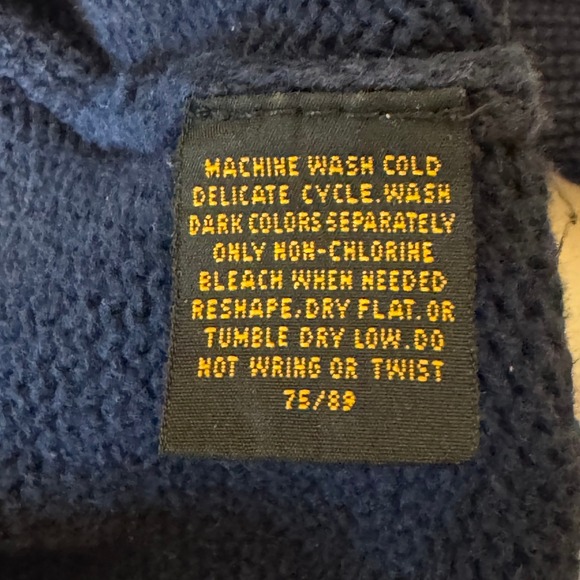 MACHINE WASH COLD
DELICATE CYCLE. WASH
DARK COLORS SEPARATELY
ONLY NON-CHLORINE
BLEACH WHEN NEEDED
RESHAPE, DRY FLAT. OR
TUMBLE DRY LOW. DO
NOT WRING OR TWIST
75/89